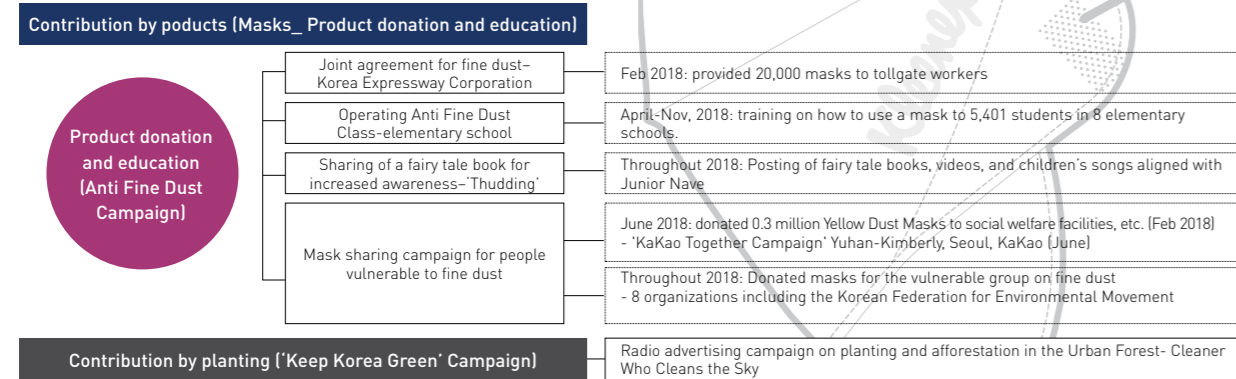 Contribution by poducts (Masks_ Product donation and education)
Product donation
and education
(Anti Fine Dust
Campaign)
Joint agreement for fine dust–
Korea Expressway Corporation
Feb 2018: provided 20,000 masks to tollgate workers
Operating Anti Fine Dust
Class-elementary school
April-Nov, 2018: training on how to use a mask to 5,401 students in 8 elementary
schools.
Sharing of a fairy tale book for
increased awareness–‘Thudding’
Throughout 2018: Posting of fairy tale books, videos, and children’s songs aligned with
Junior Nave
Mask sharing campaign for people
vulnerable to fine dust
June 2018: donated 0.3 million Yellow Dust Masks to social welfare facilities, etc. (Feb 2018)
- ‘KaKao Together Campaign’ Yuhan-Kimberly, Seoul, KaKao (June)
Throughout 2018: Donated masks for the vulnerable group on fine dust
- 8 organizations including the Korean Federation for Environmental Movement
Contribution by planting (‘Keep Korea Green’ Campaign)
Radio advertising campaign on planting and afforestation in the Urban Forest- Cleaner
Who Cleans the Sky